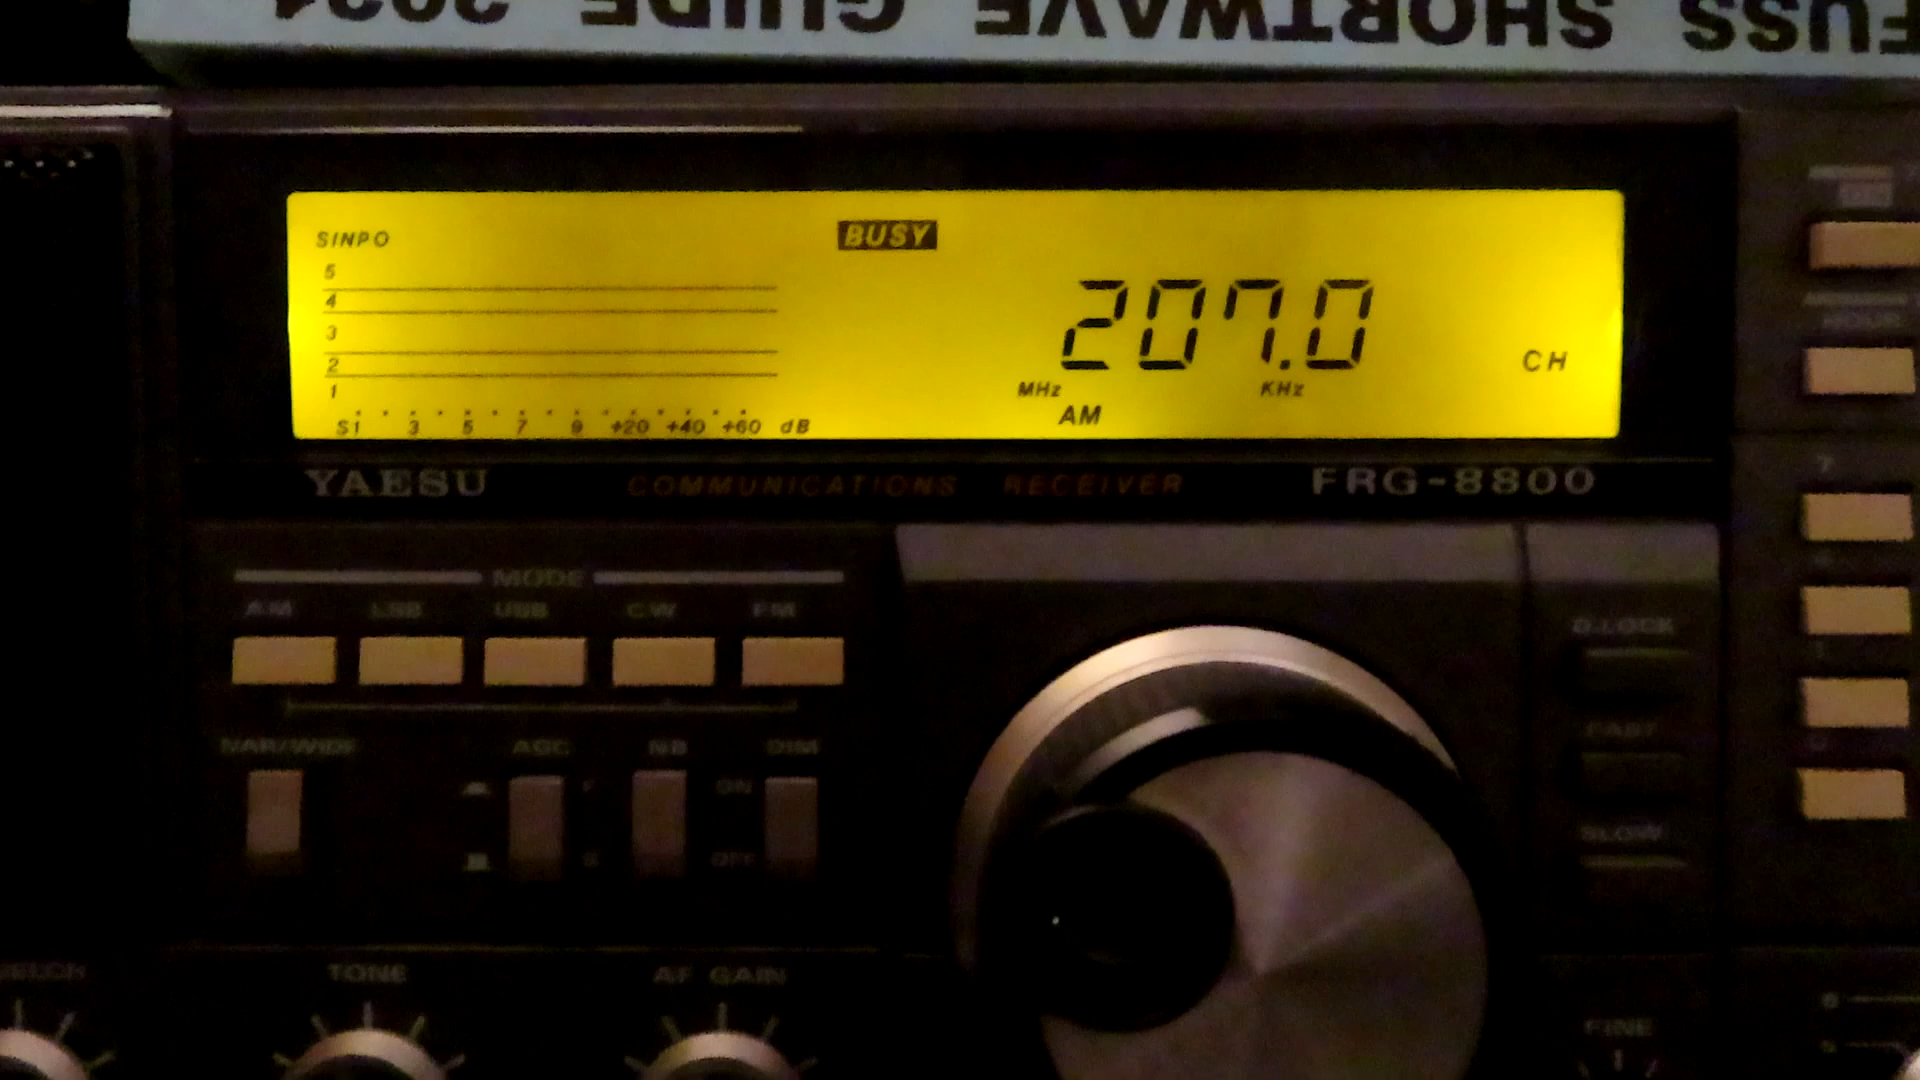 FUSS SHORTWAVE GUIDE 2021
SINPO
BUSY
5
4
3
2
1
207.0
MHz KHz
CH
AM
S1 3 5 7 9 +20 +40 +60 dB
YAESU COMMUNICATIONS RECEIVER FRG-8800
MODE
AM LSB USB CW FM
D.LOCK
NAR/WIDE AGC NB DIM
FAST
ON
F
OFF
S
SLOW
TONE AF GAIN
FINE